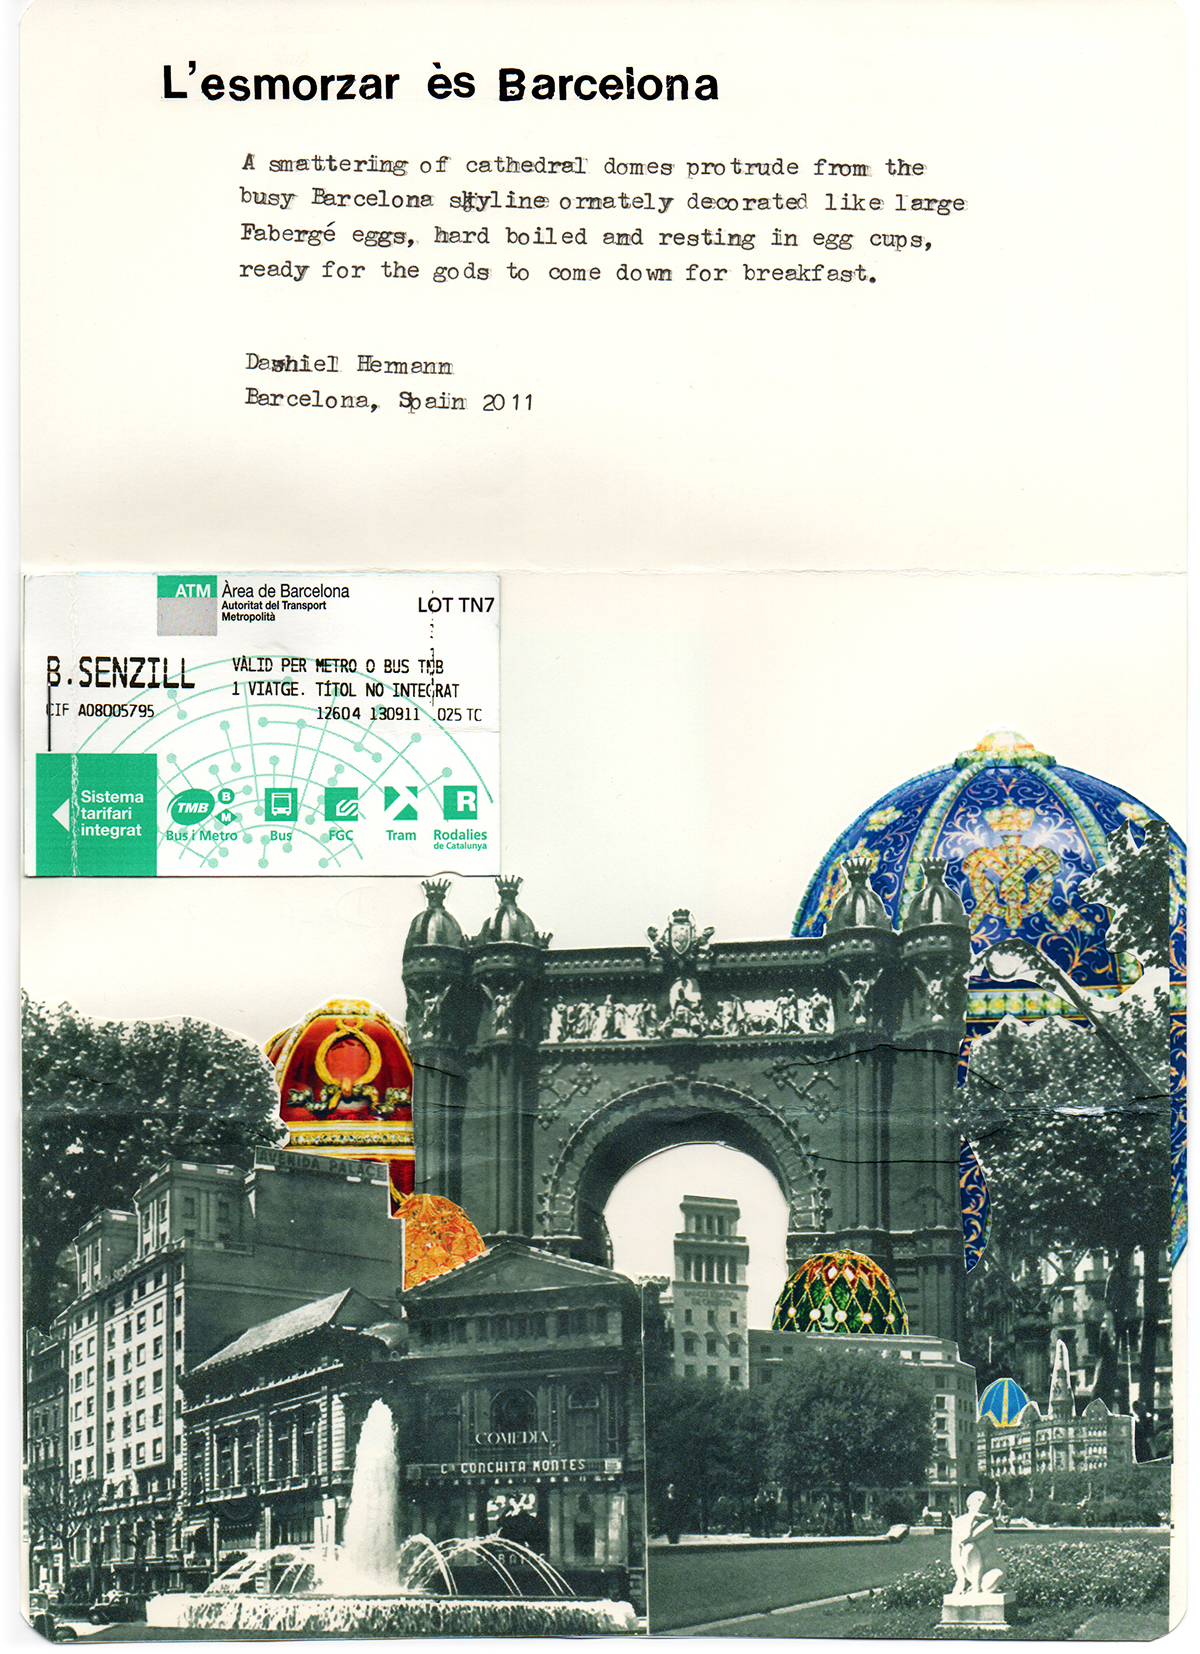 L'esmorzar ès Barcelona
A smattering of cathedral domes protrude from the
busy Barcelona skyline ornately decorated like large
Fabergé eggs, hard boiled and resting in egg cups,
ready for the gods to come down for breakfast.
Dashiel Hermann
Barcelona, Spain 2011
ATM Àrea de Barcelona
Autoritat del Transport
Metropolità
LOT TN7
B.SENZILL
VÀLID PER METRO O BUS TMB
1 VIATGE. TÍTOL NO INTEGRAT
CIF A08005795
12604 130911 025 TC
Sistema
tarifari
integrat
TMB B M
R
Bus i Metro Bus FGC Tram Rodalies
de Catalunya
AVENIDA PALACE
COMEDIA
Cª CONCHITA MONTES